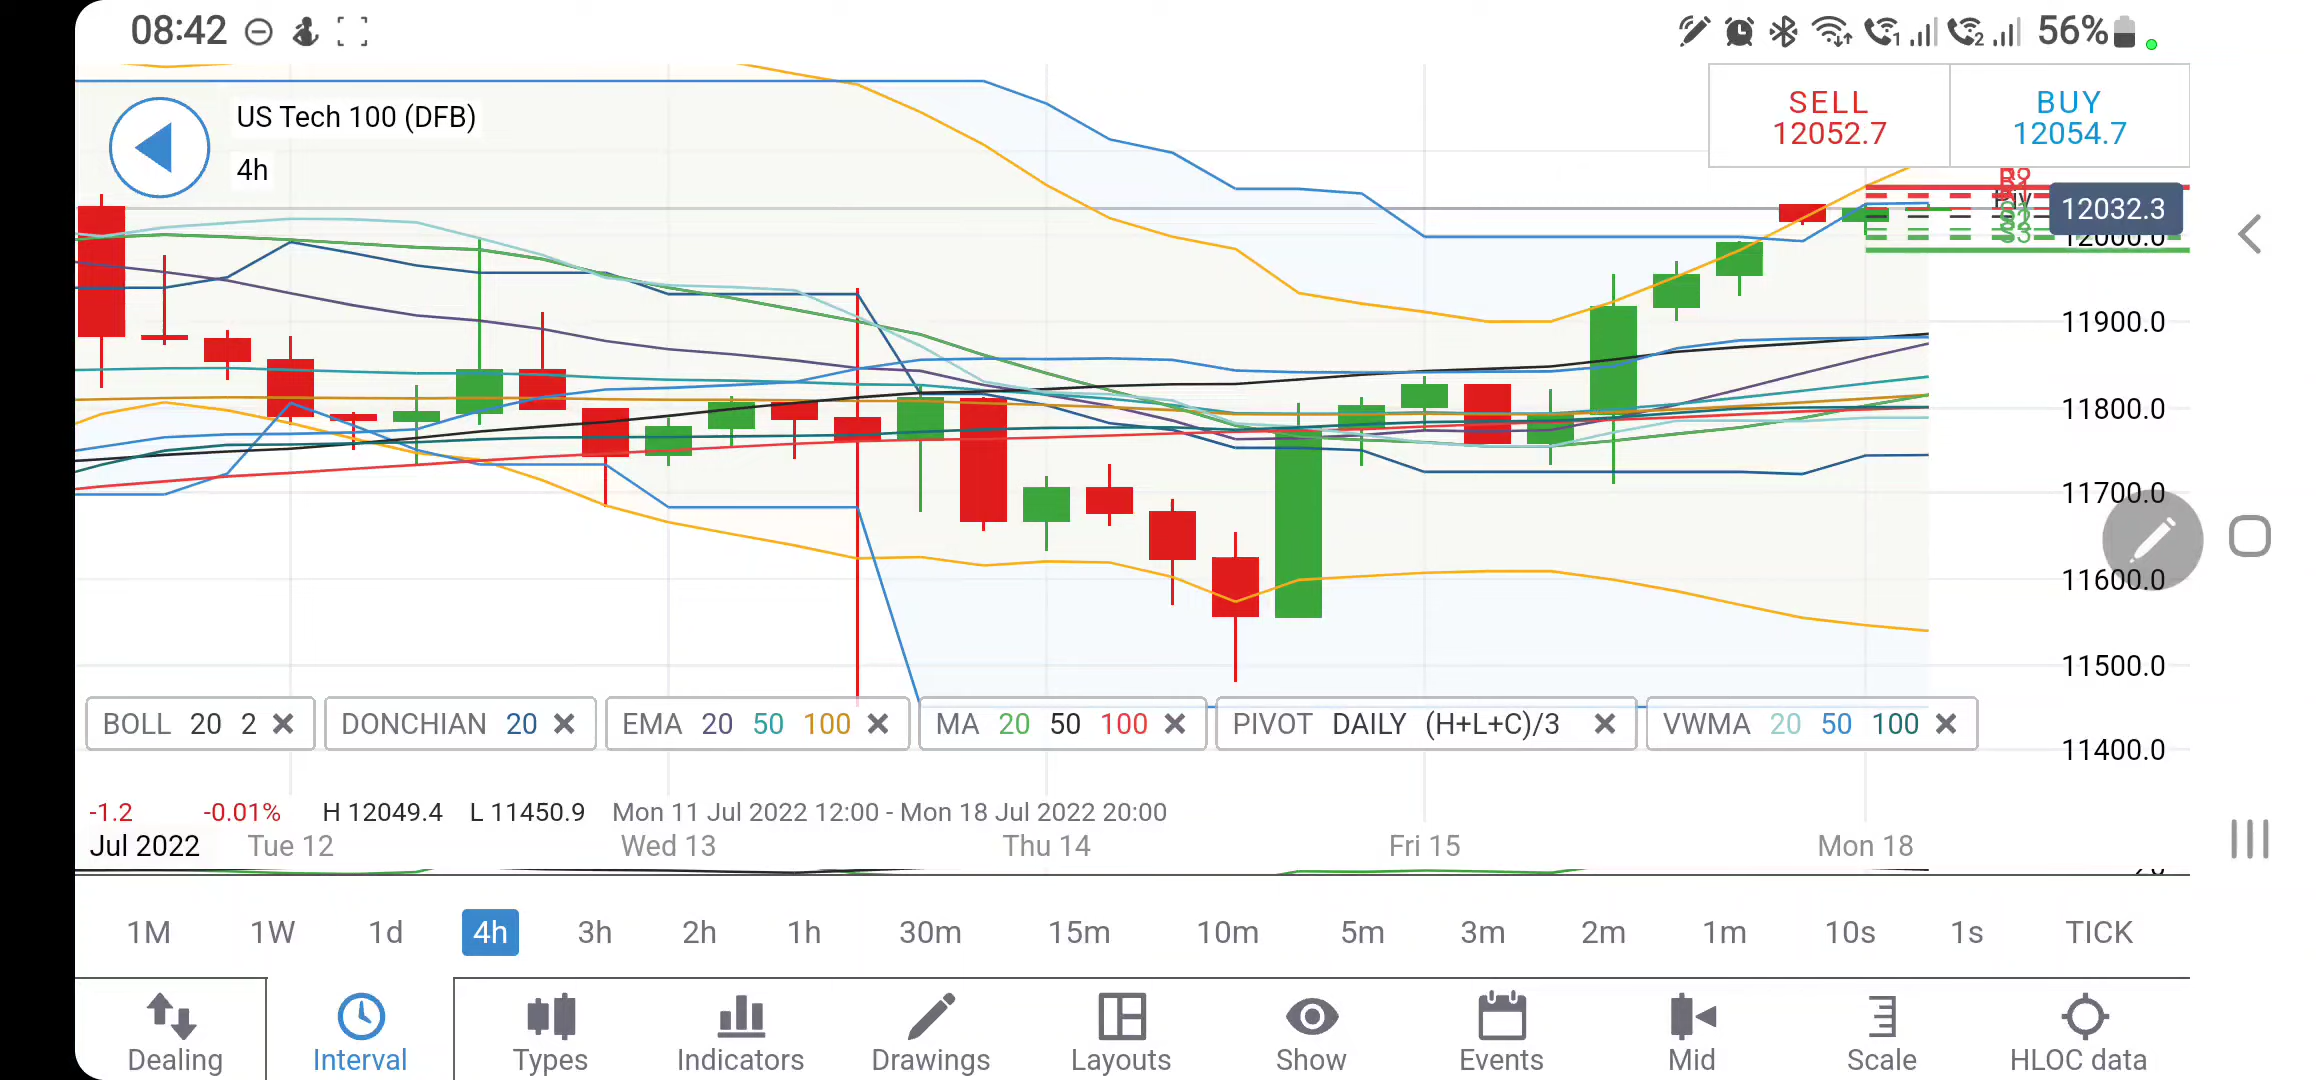 08:42
56%
US Tech 100 (DFB)
4h
SELL
12052.7
BUY
12054.7
12032.3
S3
12000.0
11900.0
11800.0
11700.0
11600.0
11500.0
11400.0
BOLL 20 2
DONCHIAN 20
EMA 20 50 100
MA 20 50 100
PIVOT DAILY (H+L+C)/3
VWMA 20 50 100
-1.2 -0.01% H 12049.4 L 11450.9 Mon 11 Jul 2022 12:00 - Mon 18 Jul 2022 20:00
Jul 2022 Tue 12 Wed 13 Thu 14 Fri 15 Mon 18
1M 1W 1d 4h 3h 2h 1h 30m 15m 10m 5m 3m 2m 1m 10s 1s TICK
Dealing Interval Types Indicators Drawings Layouts Show Events Mid Scale HLOC data